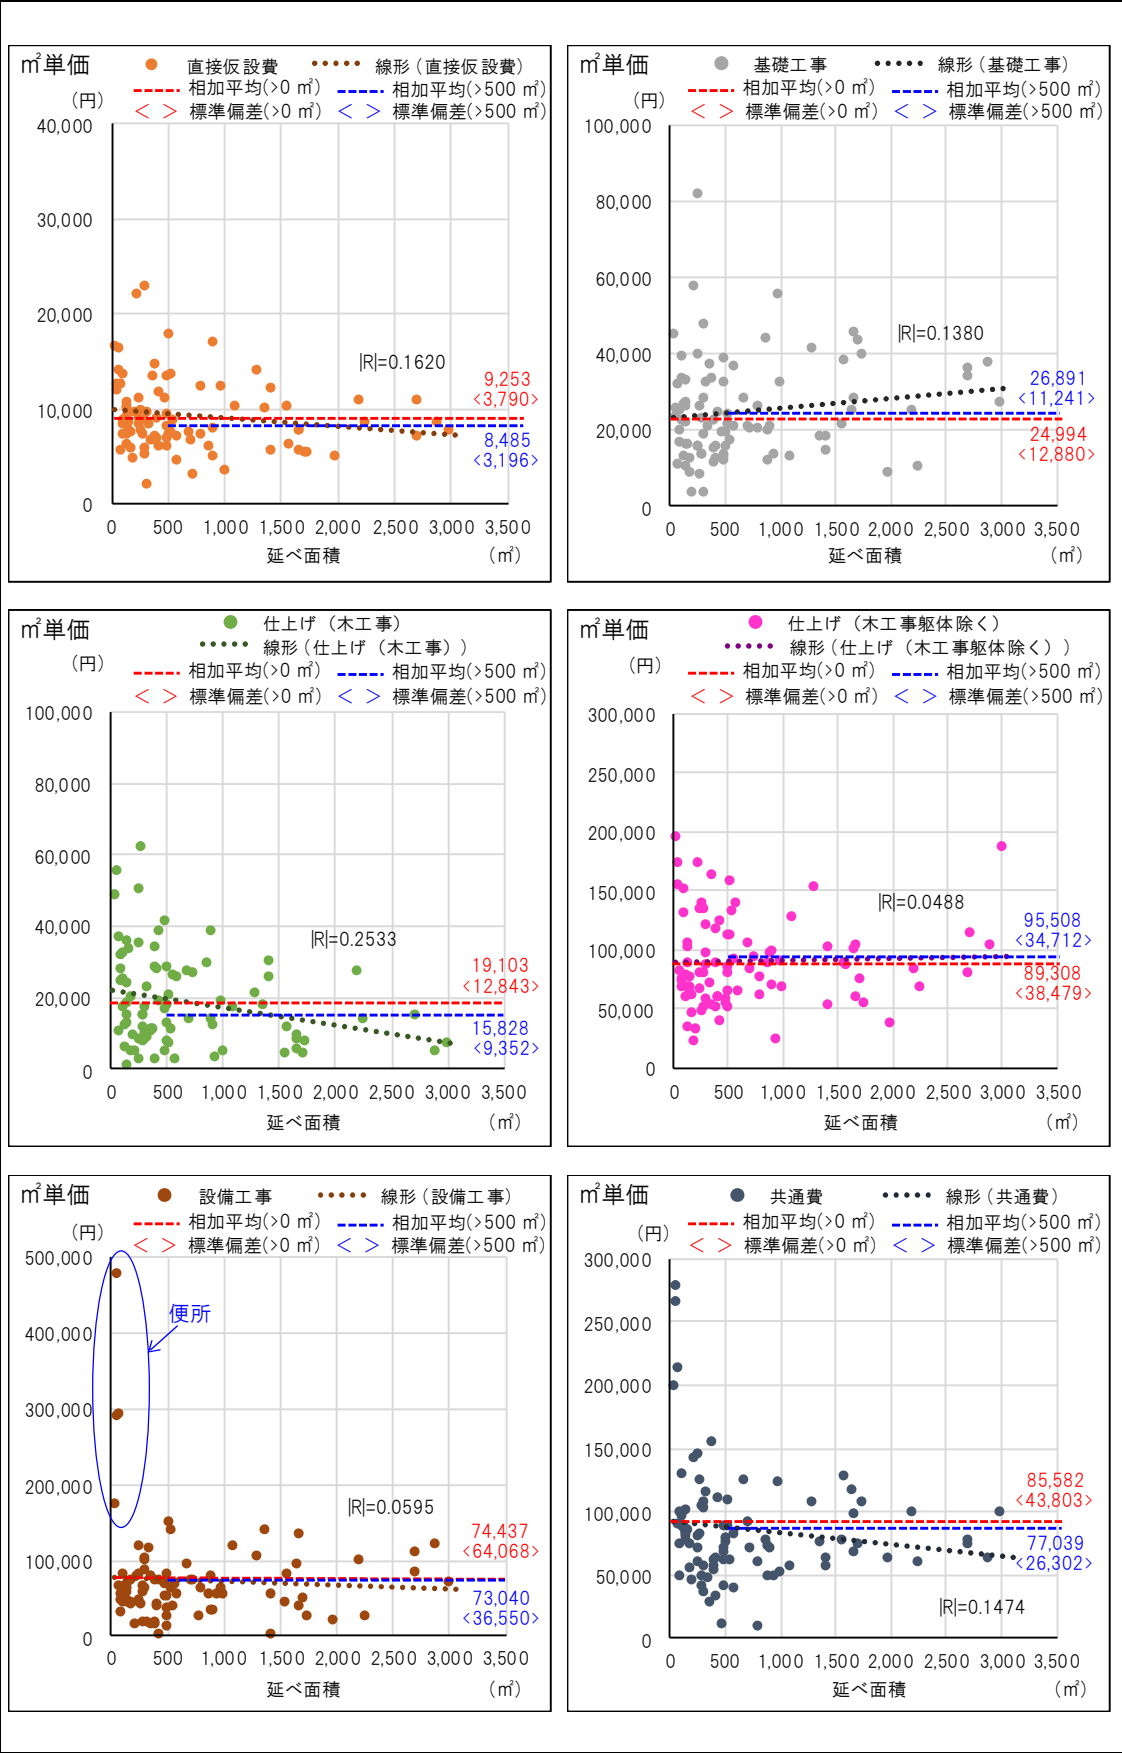 ㎡単価
直接仮設費
線形（直接仮設費）
（円）
相加平均(>0 ㎡)
相加平均(>500 ㎡)
< > 標準偏差(>0 ㎡)
< > 標準偏差(>500 ㎡)
40,000
30,000
20,000
10,000
0
|R|=0.1620
9,253
<3,790>
8,485
<3,196>
0 500 1,000 1,500 2,000 2,500 3,000 3,500
延べ面積
（㎡）
㎡単価
基礎工事
線形（基礎工事）
（円）
相加平均(>0 ㎡)
相加平均(>500 ㎡)
< > 標準偏差(>0 ㎡)
< > 標準偏差(>500 ㎡)
100,000
80,000
60,000
40,000
20,000
0
|R|=0.1380
26,891
<11,241>
24,994
<12,880>
0 500 1,000 1,500 2,000 2,500 3,000 3,500
延べ面積
（㎡）
㎡単価
仕上げ（木工事）
線形（仕上げ（木工事））
（円）
相加平均(>0 ㎡)
相加平均(>500 ㎡)
< > 標準偏差(>0 ㎡)
< > 標準偏差(>500 ㎡)
100,000
80,000
60,000
40,000
20,000
0
|R|=0.2533
19,103
<12,843>
15,828
<9,352>
0 500 1,000 1,500 2,000 2,500 3,000 3,500
延べ面積
（㎡）
㎡単価
仕上げ（木工事躯体除く）
線形（仕上げ（木工事躯体除く））
（円）
相加平均(>0 ㎡)
相加平均(>500 ㎡)
< > 標準偏差(>0 ㎡)
< > 標準偏差(>500 ㎡)
300,000
250,000
200,000
150,000
100,000
50,000
0
|R|=0.0488
95,508
<34,712>
89,308
<38,479>
0 500 1,000 1,500 2,000 2,500 3,000 3,500
延べ面積
（㎡）
㎡単価
設備工事
線形（設備工事）
（円）
相加平均(>0 ㎡)
相加平均(>500 ㎡)
< > 標準偏差(>0 ㎡)
< > 標準偏差(>500 ㎡)
500,000
400,000
300,000
200,000
100,000
0
便所
|R|=0.0595
74,437
<64,068>
73,040
<36,550>
0 500 1,000 1,500 2,000 2,500 3,000 3,500
延べ面積
（㎡）
㎡単価
共通費
線形（共通費）
（円）
相加平均(>0 ㎡)
相加平均(>500 ㎡)
< > 標準偏差(>0 ㎡)
< > 標準偏差(>500 ㎡)
300,000
250,000
200,000
150,000
100,000
50,000
0
85,582
<43,803>
77,039
<26,302>
|R|=0.1474
0 500 1,000 1,500 2,000 2,500 3,000 3,500
延べ面積
（㎡）